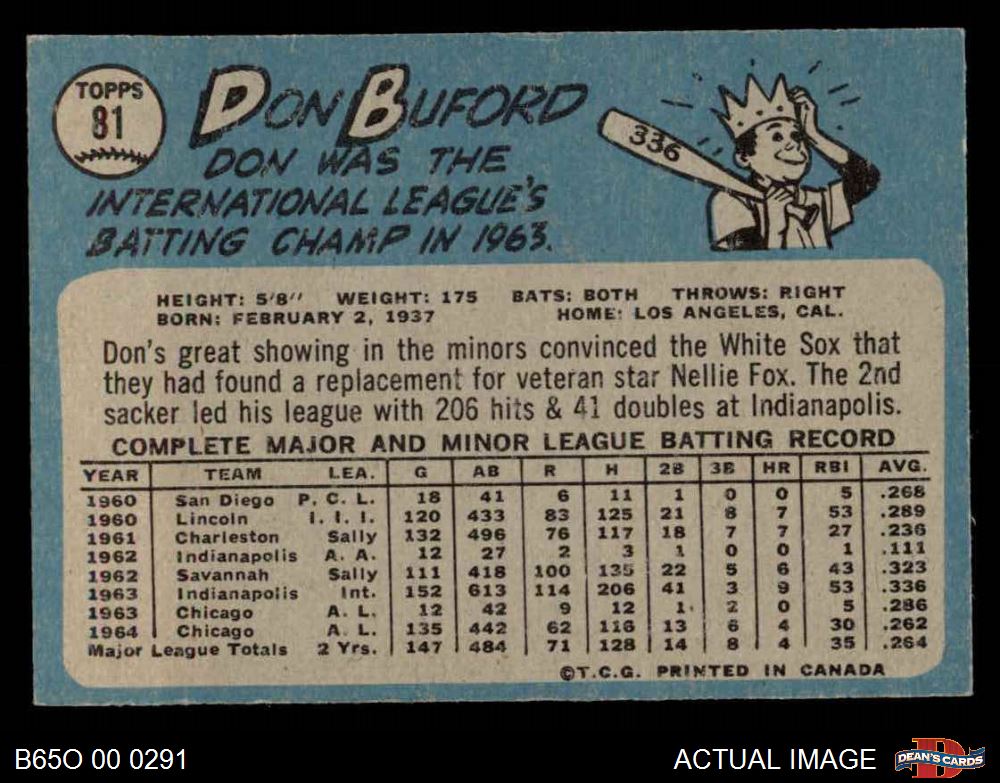 TOPPS
81
DON BUFORD
DON WAS THE
INTERNATIONAL LEAGUE'S
BATTING CHAMP IN 1963.
336
HEIGHT: 5'8" WEIGHT: 175 BATS: BOTH THROWS: RIGHT
BORN: FEBRUARY 2, 1937 HOME: LOS ANGELES, CAL.
Don's great showing in the minors convinced the White Sox that
they had found a replacement for veteran star Nellie Fox. The 2nd
sacker led his league with 206 hits & 41 doubles at Indianapolis.
COMPLETE MAJOR AND MINOR LEAGUE BATTING RECORD
YEAR TEAM LEA. G AB R H 2B 3B HR RBI AVG.
1960 San Diego P. C. L. 18 41 6 11 1 0 0 5 .268
1960 Lincoln I. I. I. 120 433 83 125 21 8 7 53 .289
1961 Charleston Sally 132 496 76 117 18 7 7 27 .236
1962 Indianapolis A. A. 12 27 2 3 1 0 0 1 .111
1962 Savannah Sally 111 418 100 135 22 5 6 43 .323
1963 Indianapolis Int. 152 613 114 206 41 3 9 53 .336
1963 Chicago A. L. 12 42 9 12 1 2 0 5 .286
1964 Chicago A. L. 135 442 62 116 13 6 4 30 .262
Major League Totals 2 Yrs. 147 484 71 128 14 8 4 35 .264
©T.C.G. PRINTED IN CANADA
B65O 00 0291
ACTUAL IMAGE
D
DEAN'S CARDS